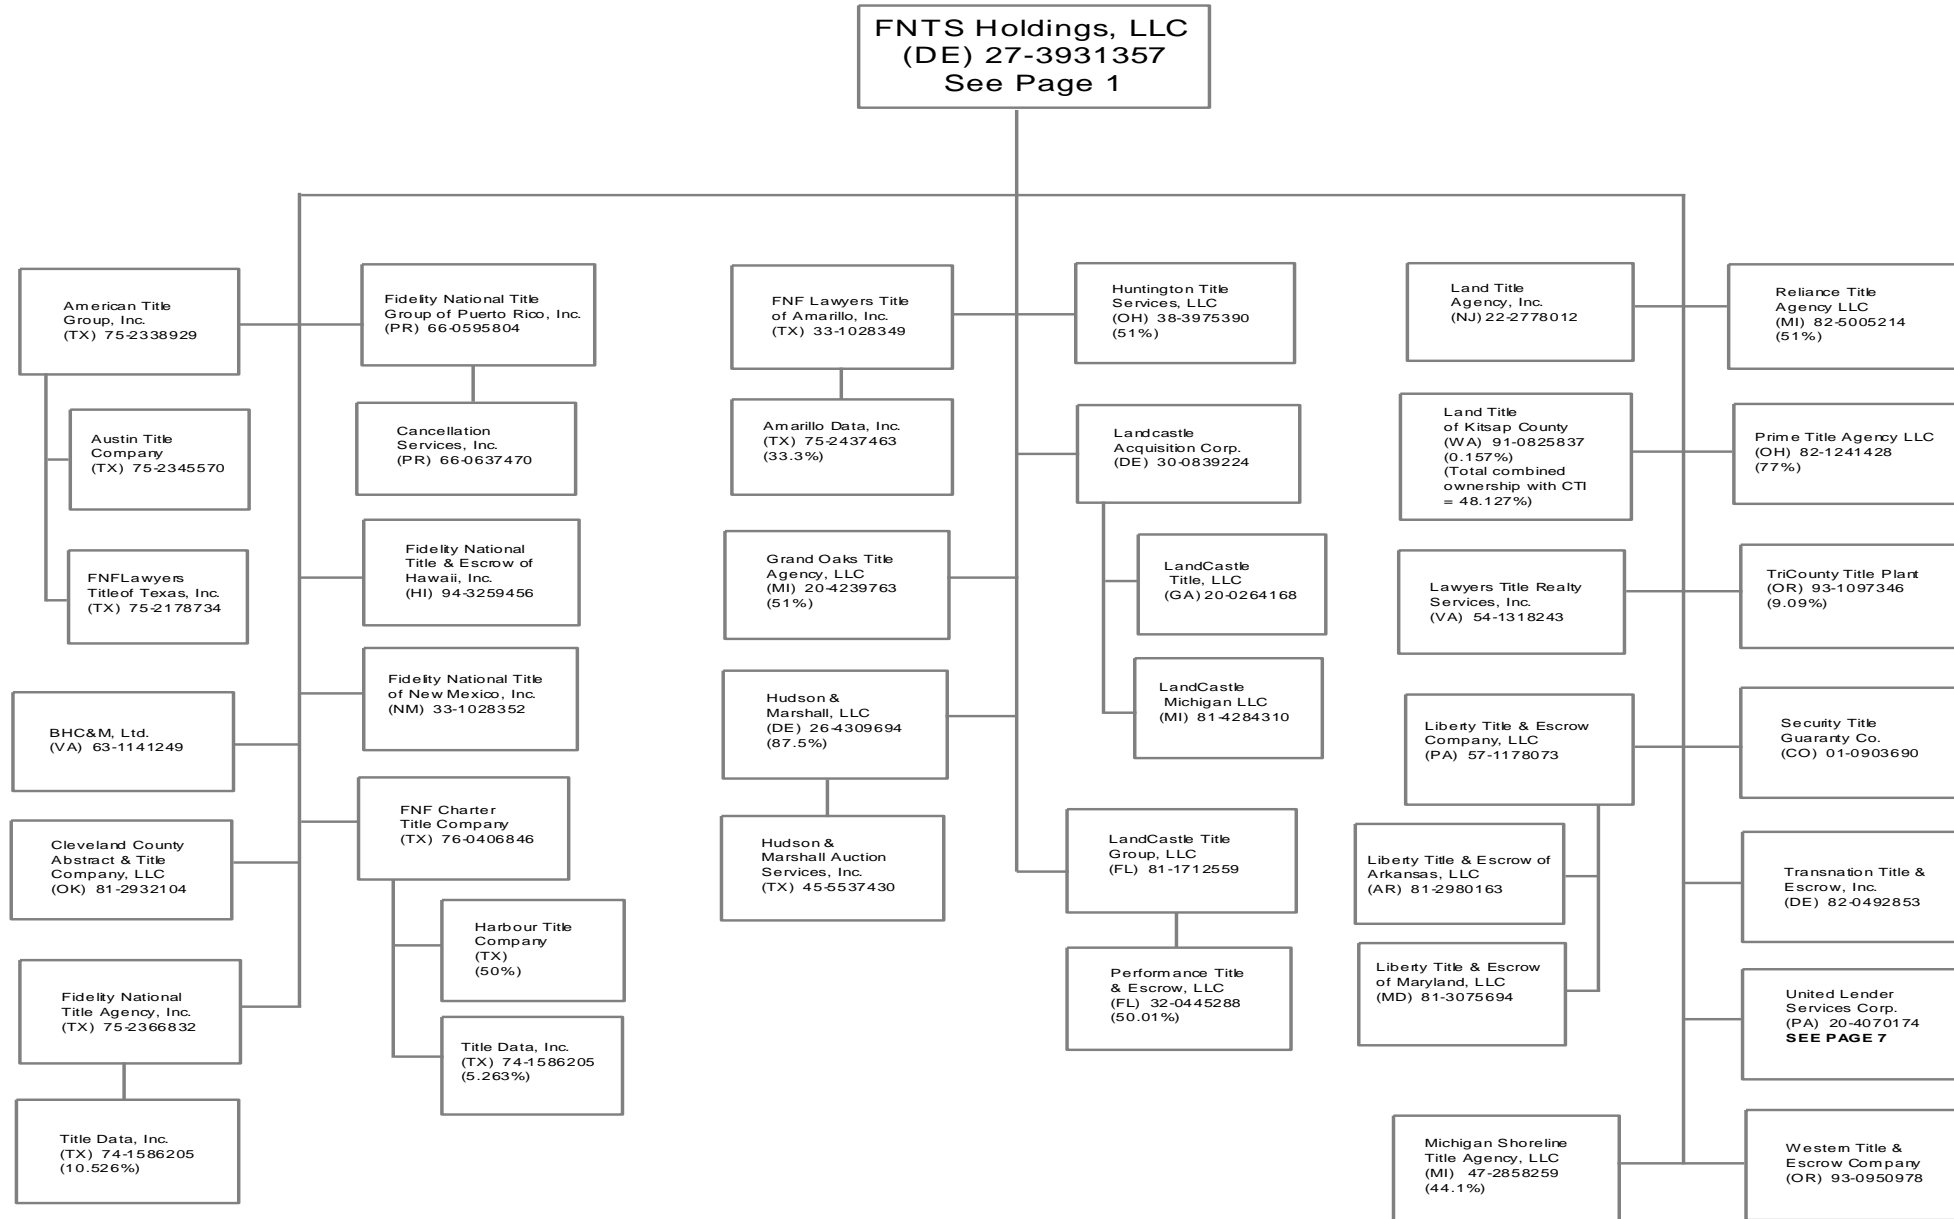 FNTS Holdings, LLC
(DE) 27-3931357
See Page 1
American Title
Group, Inc.
(TX) 75-2338929
Austin Title
Company
(TX) 75-2345570
FNFLawyers
Titleof Texas, Inc.
(TX) 75-2178734
BHC&M, Ltd.
(VA) 63-1141249
Cleveland County
Abstract & Title
Company, LLC
(OK) 81-2932104
Fidelity National
Title Agency, Inc.
(TX) 75-2366832
Title Data, Inc.
(TX) 74-1586205
(10.526%)
Fidelity National Title
Group of Puerto Rico, Inc.
(PR) 66-0595804
Cancellation
Services, Inc.
(PR) 66-0637470
Fidelity National
Title & Escrow of
Hawaii, Inc.
(HI) 94-3259456
Fidelity National Title
of New Mexico, Inc.
(NM) 33-1028352
FNF Charter
Title Company
(TX) 76-0406846
Harbour Title
Company
(TX)
(50%)
Title Data, Inc.
(TX) 74-1586205
(5.263%)
FNF Lawyers Title
of Amarillo, Inc.
(TX) 33-1028349
Amarillo Data, Inc.
(TX) 75-2437463
(33.3%)
Grand Oaks Title
Agency, LLC
(MI) 20-4239763
(51%)
Hudson &
Marshall, LLC
(DE) 26-4309694
(87.5%)
Hudson &
Marshall Auction
Services, Inc.
(TX) 45-5537430
Huntington Title
Services, LLC
(OH) 38-3975390
(51%)
Landcastle
Acquisition Corp.
(DE) 30-0839224
LandCastle
Title, LLC
(GA) 20-0264168
LandCastle
Michigan LLC
(MI) 81-4284310
LandCastle Title
Group, LLC
(FL) 81-1712559
Performance Title
& Escrow, LLC
(FL) 32-0445288
(50.01%)
Land Title
Agency, Inc.
(NJ) 22-2778012
Land Title
of Kitsap County
(WA) 91-0825837
(0.157%)
(Total combined
ownership with CTI
= 48.127%)
Lawyers Title Realty
Services, Inc.
(VA) 54-1318243
Liberty Title & Escrow
Company, LLC
(PA) 57-1178073
Liberty Title & Escrow of
Arkansas, LLC
(AR) 81-2980163
Liberty Title & Escrow
of Maryland, LLC
(MD) 81-3075694
Michigan Shoreline
Title Agency, LLC
(MI) 47-2858259
(44.1%)
Reliance Title
Agency LLC
(MI) 82-5005214
(51%)
Prime Title Agency LLC
(OH) 82-1241428
(77%)
TriCounty Title Plant
(OR) 93-1097346
(9.09%)
Security Title
Guaranty Co.
(CO) 01-0903690
Transnation Title &
Escrow, Inc.
(DE) 82-0492853
United Lender
Services Corp.
(PA) 20-4070174
SEE PAGE 7
Western Title &
Escrow Company
(OR) 93-0950978